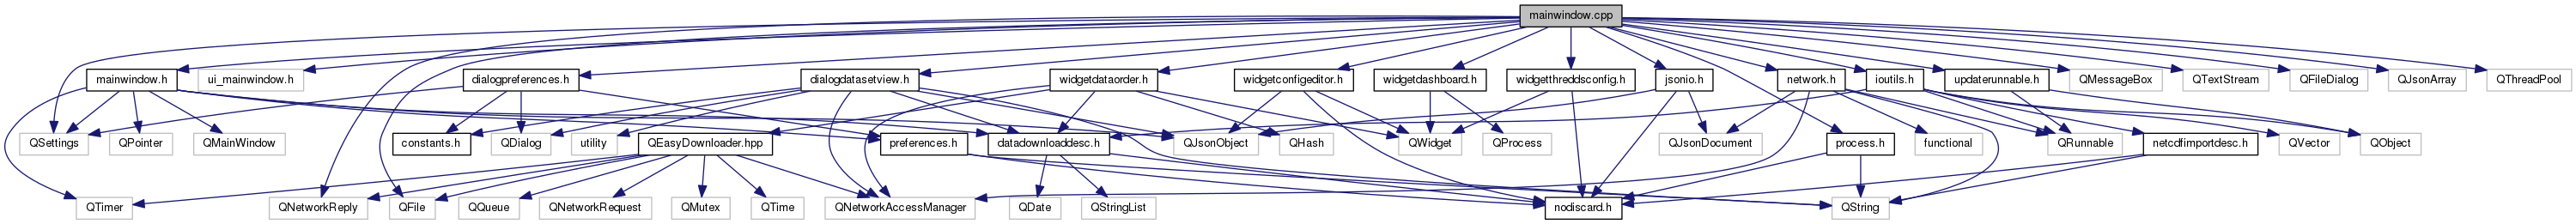 mainwindow.cpp
mainwindow.h
ui_mainwindow.h
dialogpreferences.h
dialogdatasetview.h
widgetdataorder.h
widgetconfigeditor.h
widgetdashboard.h
widgetthreddsconfig.h
jsonio.h
network.h
ioutils.h
updaterunnable.h
QMessageBox
QTextStream
QFileDialog
QJsonArray
QThreadPool
QSettings
QPointer
QMainWindow
constants.h
QDialog
utility
QEasyDownloader.hpp
preferences.h
datadownloaddesc.h
QJsonObject
QHash
QWidget
QProcess
QJsonDocument
process.h
functional
QRunnable
netcdfimportdesc.h
QVector
QObject
QTimer
QNetworkReply
QFile
QQueue
QNetworkRequest
QMutex
QTime
QNetworkAccessManager
QDate
QStringList
nodiscard.h
QString